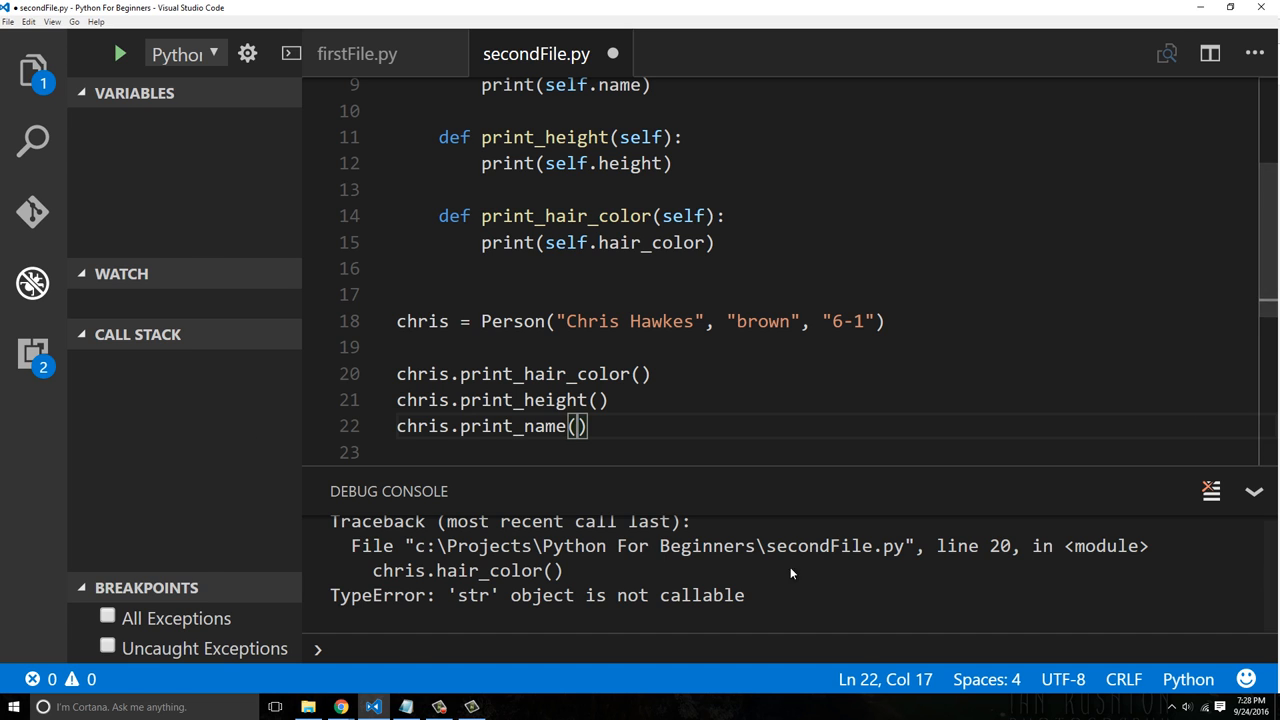 ● secondFile.py - Python For Beginners - Visual Studio Code
File Edit View Go Help
firstFile.py secondFile.py
1
2
VARIABLES
WATCH
CALL STACK
BREAKPOINTS
All Exceptions
Uncaught Exceptions
9 print(self.name)
10
11 def print_height(self):
12 print(self.height)
13
14 def print_hair_color(self):
15 print(self.hair_color)
16
17
18 chris = Person("Chris Hawkes", "brown", "6-1")
19
20 chris.print_hair_color()
21 chris.print_height()
22 chris.print_name()
23
DEBUG CONSOLE
Traceback (most recent call last):
File "c:\Projects\Python For Beginners\secondFile.py", line 20, in <module>
chris.hair_color()
TypeError: 'str' object is not callable
0 0 Ln 22, Col 17 Spaces: 4 UTF-8 CRLF Python
I'm Cortana. Ask me anything.
7:28 PM
9/24/2016